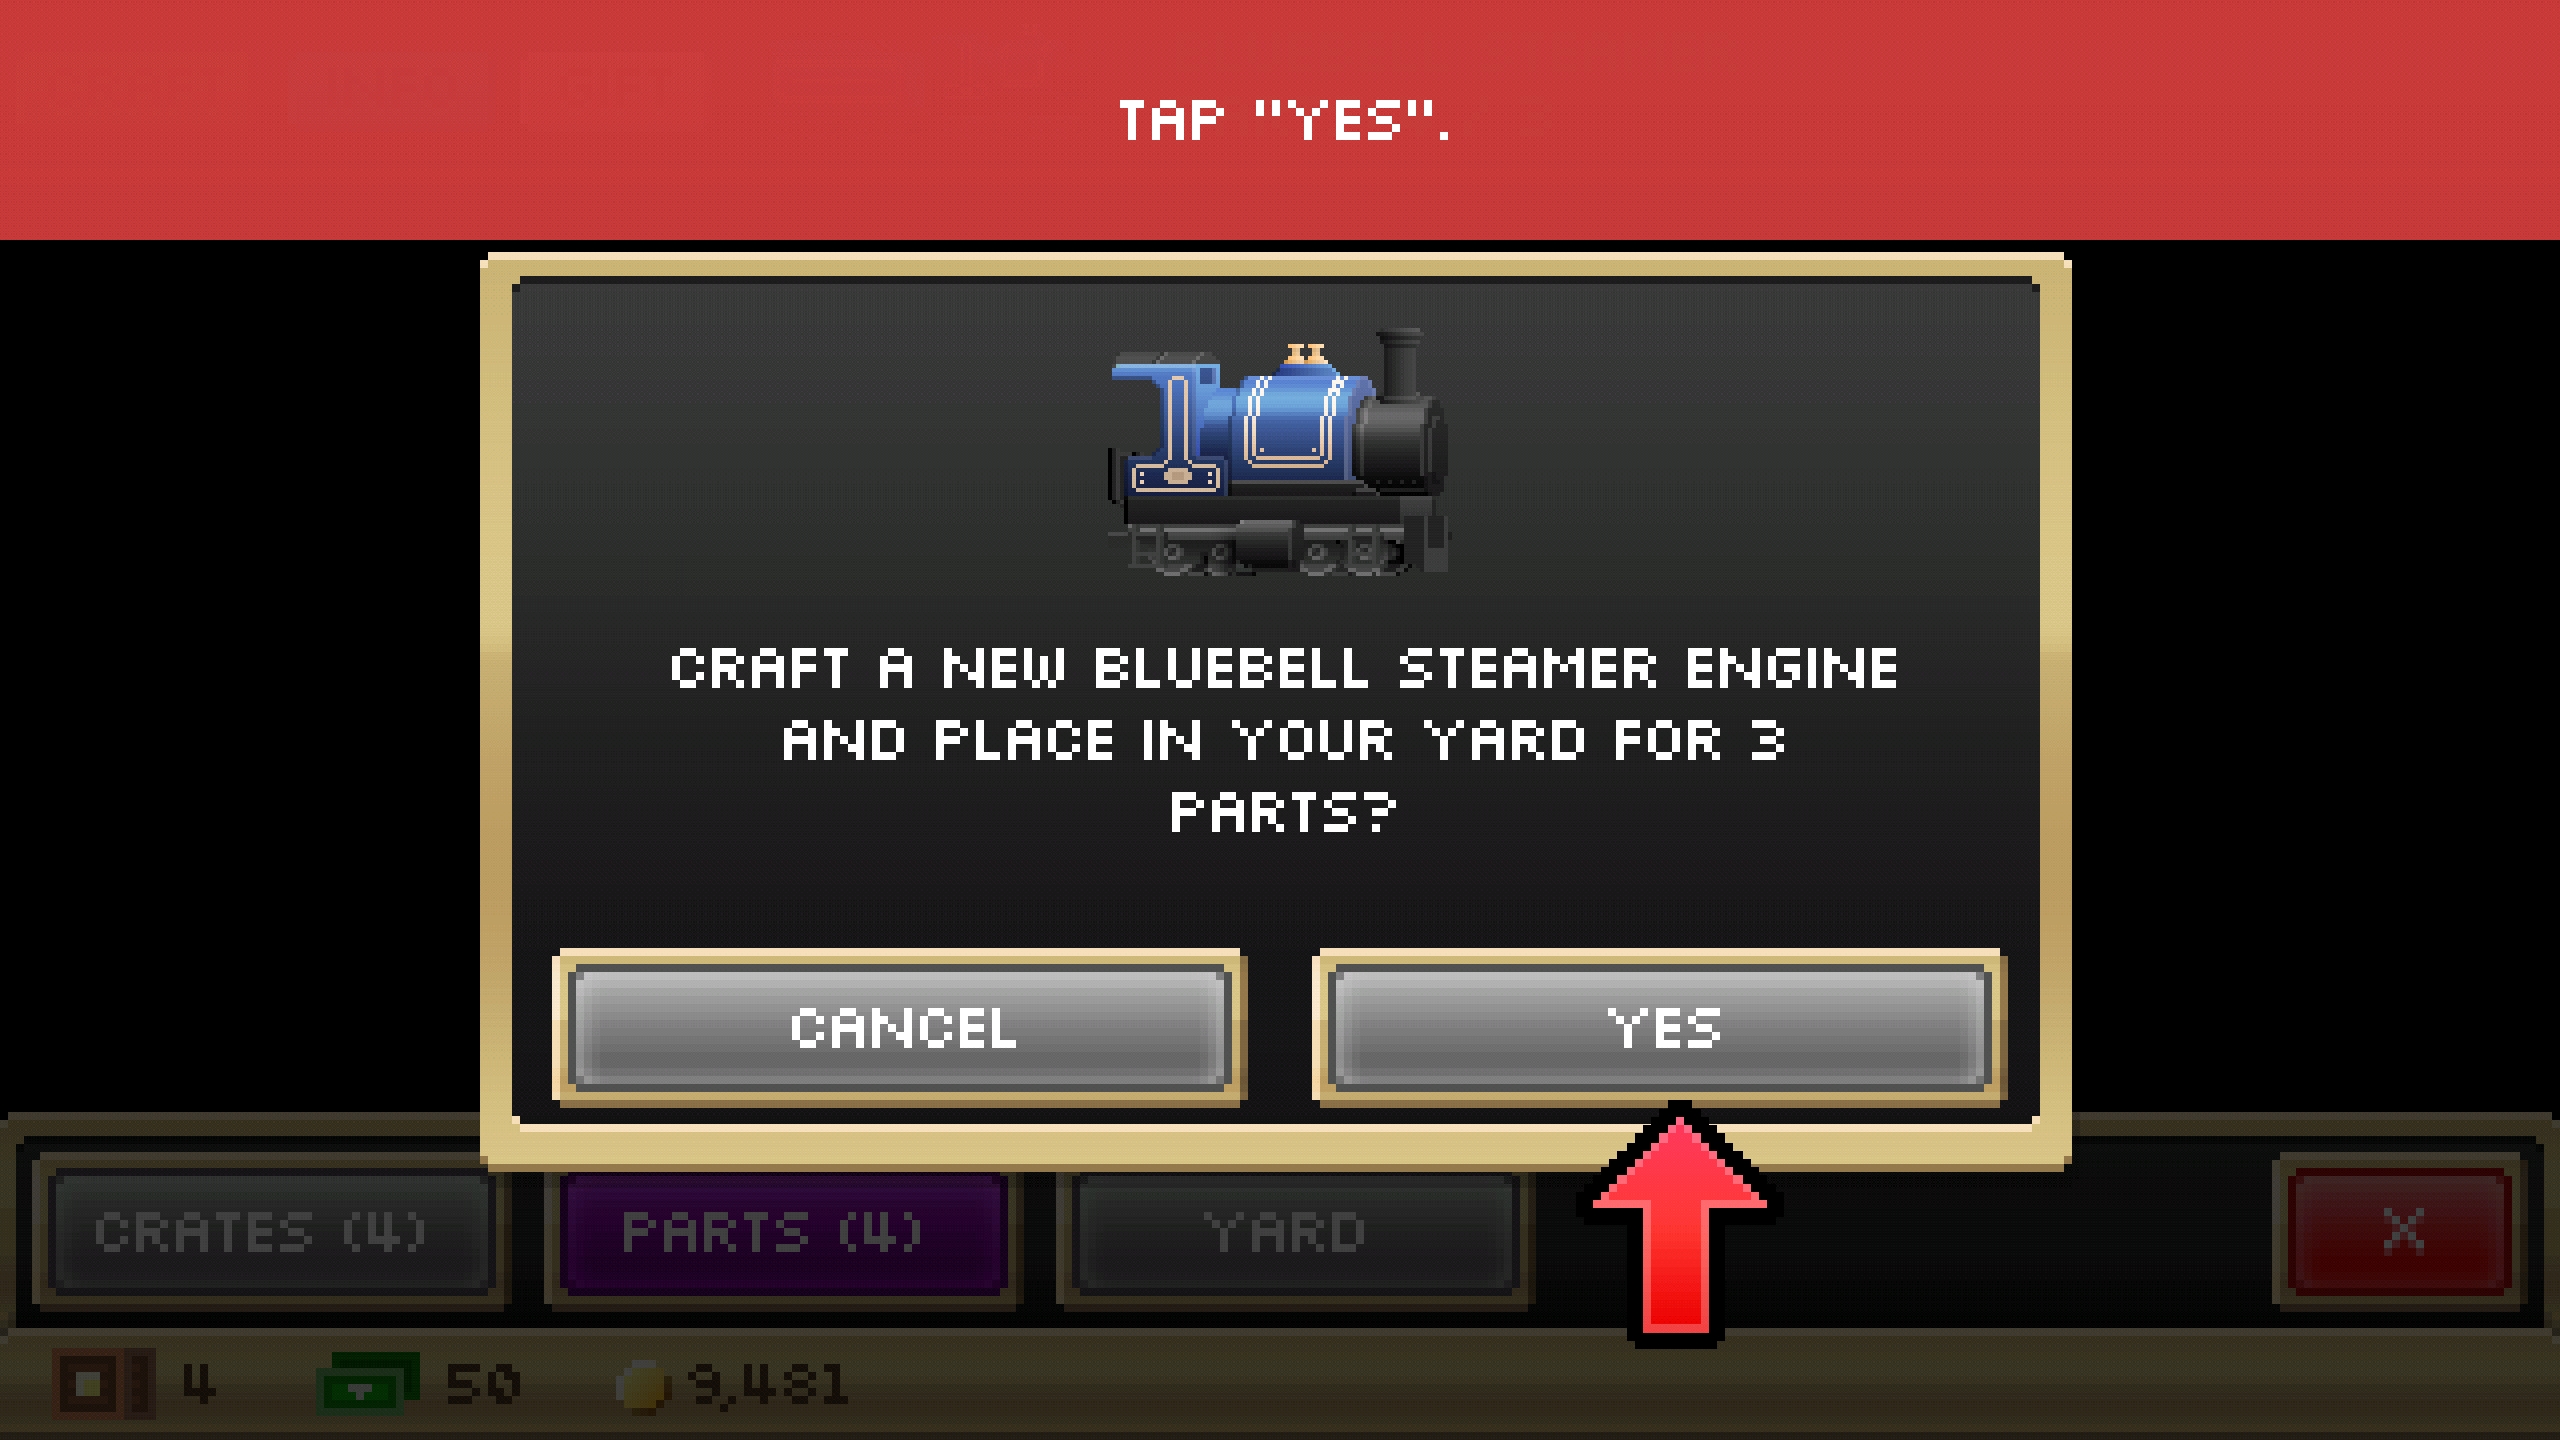 TAP "YES".
CRAFT A NEW BLUEBELL STEAMER ENGINE
AND PLACE IN YOUR YARD FOR 3
PARTS?
CANCEL
YES
CRATES (4)
PARTS (4)
YARD
X
4
50
9,481